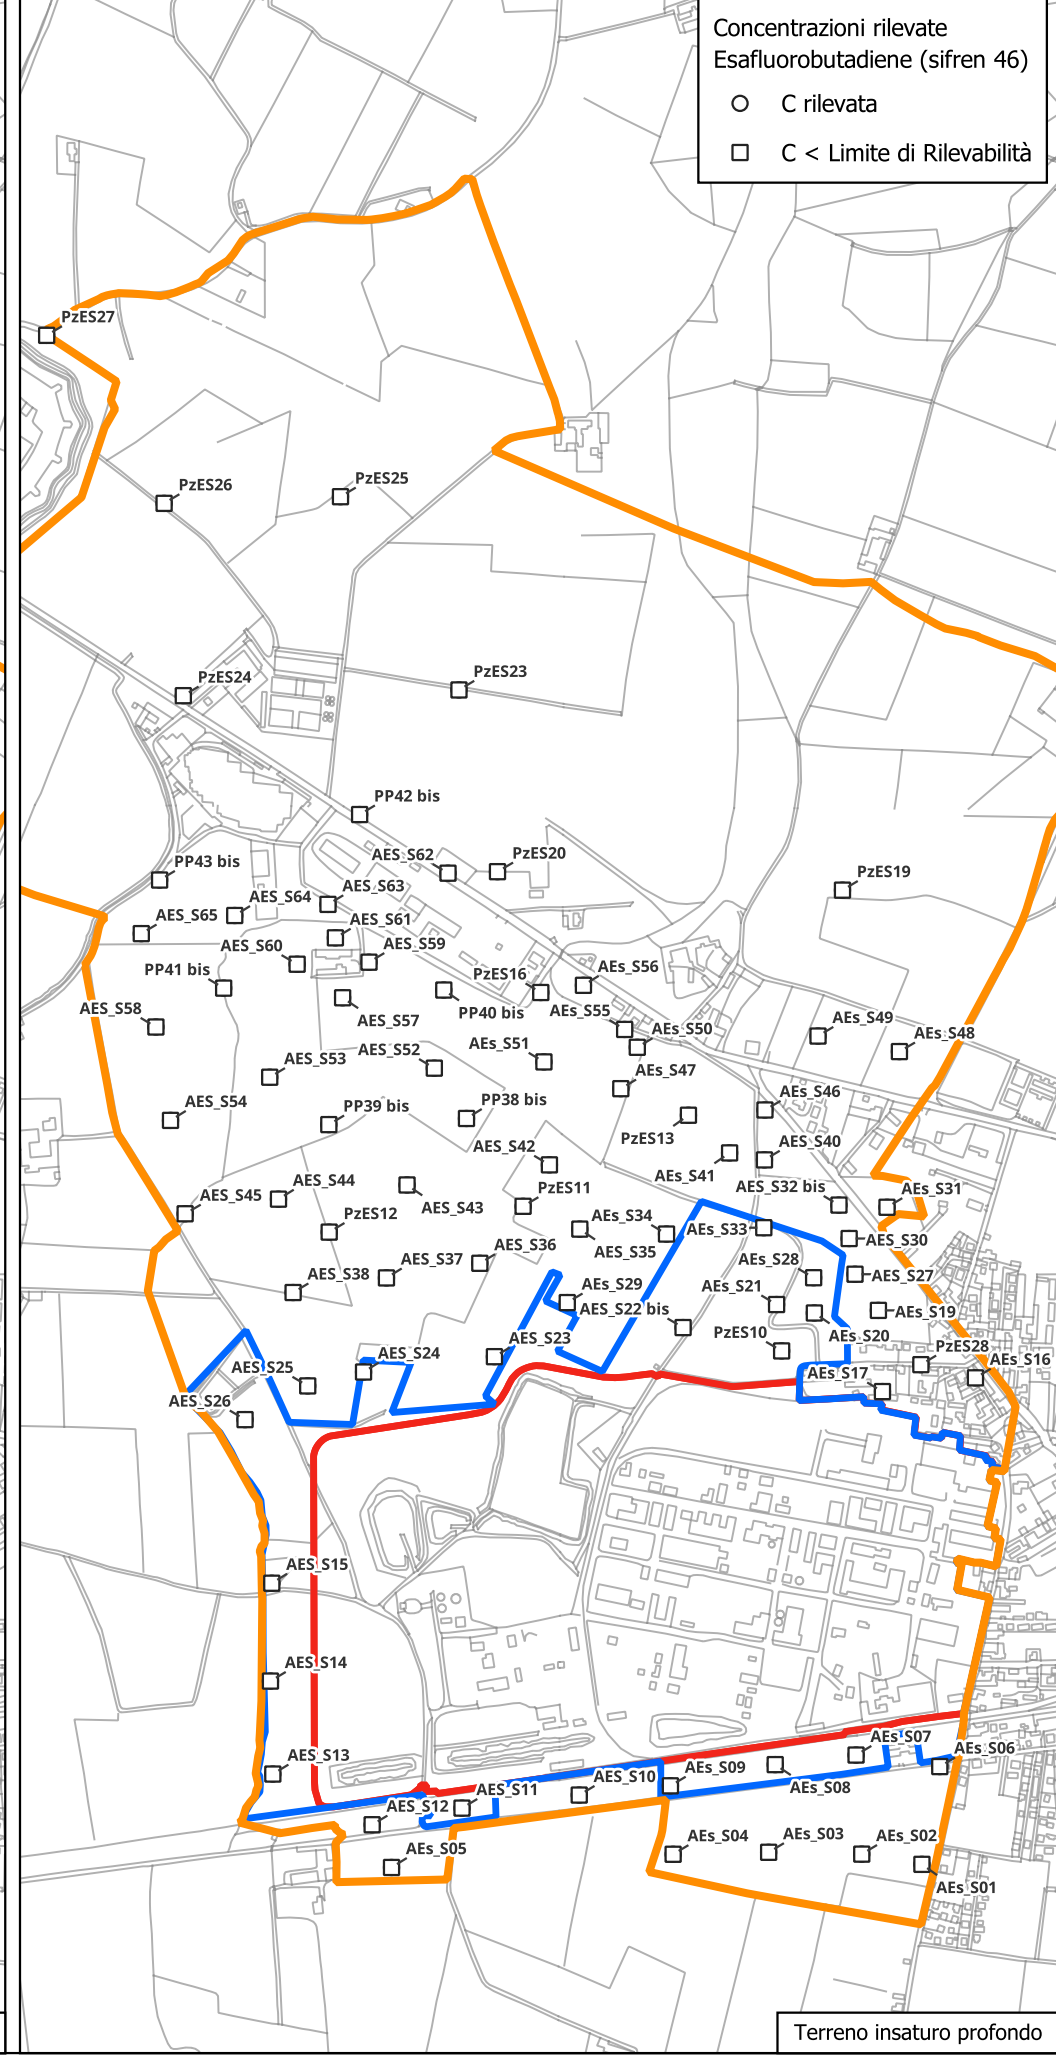 Concentrazioni rilevate
Esafluorobutadiene (sifren 46)
C rilevata
C < Limite di Rilevabilità
PzES27
PzES26
PzES25
PzES24
PzES23
PP42 bis
AES_S62
PzES20
PP43 bis
PzES19
AES_S63
AES_S64
AES_S65
AES_S61
AES_S60
AES_S59
PP41 bis
PzES16
AEs_S56
AES_S58
AES_S57
PP40 bis
AEs_S55
AEs_S50
AEs_S49
AEs_S48
AES_S53
AES_S52
AEs_S51
AEs_S47
AEs_S46
AES_S54
PP39 bis
PP38 bis
PzES13
AES_S42
AEs_S41
AEs_S40
AES_S45
AES_S44
AES_S43
PzES11
AEs_S32 bis
AEs_S31
PzES12
AEs_S34
AEs_S33
AEs_S30
AES_S37
AES_S36
AES_S35
AEs_S28
AEs_S27
AES_S38
AEs_S29
AEs_S22 bis
AEs_S21
AEs_S19
AEs_S20
AES_S23
PzES10
PzES28
AES_S24
AEs_S16
AES_S25
AEs_S17
AES_S26
AES_S15
AES_S14
AES_S13
AEs_S07
AEs_S06
AEs_S09
AEs_S08
AEs_S10
AES_S11
AES_S12
AEs_S05
AEs_S04
AEs_S03
AEs_S02
AEs_S01
Terreno insaturo profondo